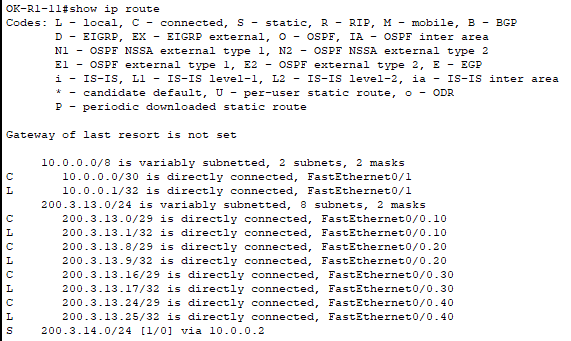 OK-R1-11#show ip route
Codes: L - local, C - connected, S - static, R - RIP, M - mobile, B - BGP
D - EIGRP, EX - EIGRP external, O - OSPF, IA - OSPF inter area
N1 - OSPF NSSA external type 1, N2 - OSPF NSSA external type 2
E1 - OSPF external type 1, E2 - OSPF external type 2, E - EGP
i - IS-IS, L1 - IS-IS level-1, L2 - IS-IS level-2, ia - IS-IS inter area
* - candidate default, U - per-user static route, o - ODR
P - periodic downloaded static route
Gateway of last resort is not set
10.0.0.0/8 is variably subnetted, 2 subnets, 2 masks
C 10.0.0.0/30 is directly connected, FastEthernet0/1
L 10.0.0.1/32 is directly connected, FastEthernet0/1
200.3.13.0/24 is variably subnetted, 8 subnets, 2 masks
C 200.3.13.0/29 is directly connected, FastEthernet0/0.10
L 200.3.13.1/32 is directly connected, FastEthernet0/0.10
C 200.3.13.8/29 is directly connected, FastEthernet0/0.20
L 200.3.13.9/32 is directly connected, FastEthernet0/0.20
C 200.3.13.16/29 is directly connected, FastEthernet0/0.30
L 200.3.13.17/32 is directly connected, FastEthernet0/0.30
C 200.3.13.24/29 is directly connected, FastEthernet0/0.40
L 200.3.13.25/32 is directly connected, FastEthernet0/0.40
S 200.3.14.0/24 [1/0] via 10.0.0.2